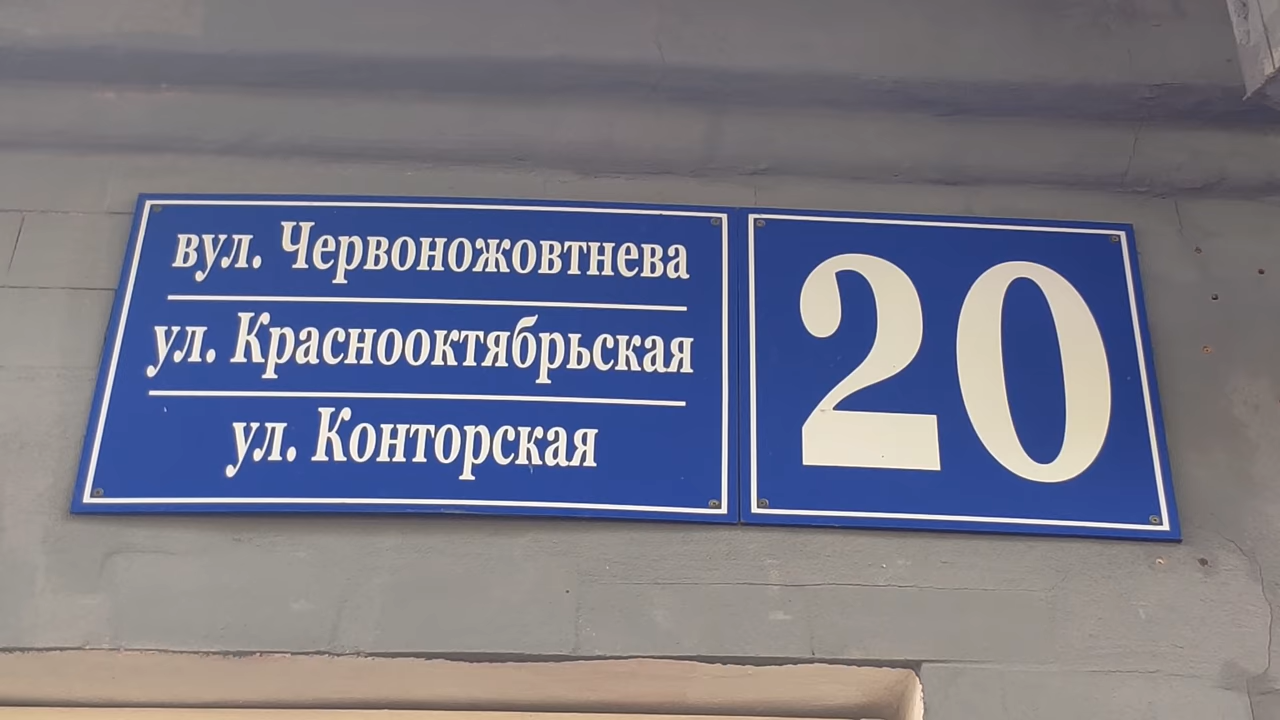 вул. Червоножовтнева
ул. Краснооктябрьская
ул. Конторская
20